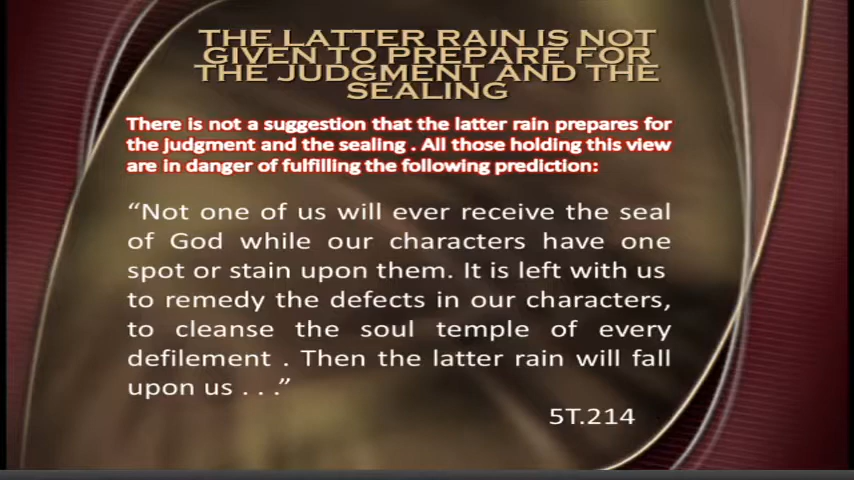 THE LATTER RAIN IS NOT
GIVEN TO PREPARE FOR
THE JUDGMENT AND THE
SEALING
There is not a suggestion that the latter rain prepares for
the judgment and the sealing . All those holding this view
are in danger of fulfilling the following prediction:
“Not one of us will ever receive the seal
of God while our characters have one
spot or stain upon them. It is left with us
to remedy the defects in our characters,
to cleanse the soul temple of every
defilement . Then the latter rain will fall
upon us . . .”
5T.214